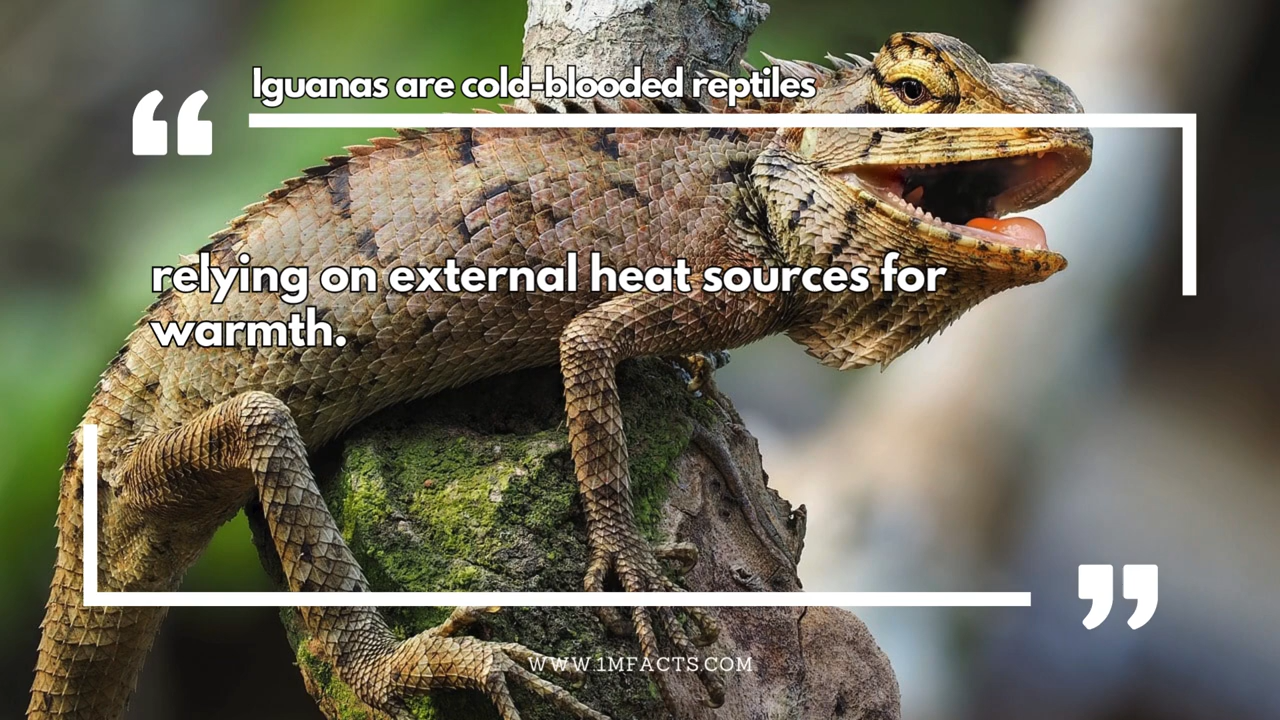 Iguanas are cold-blooded reptiles
relying on external heat sources for
warmth.
WWW.1MFACTS.COM